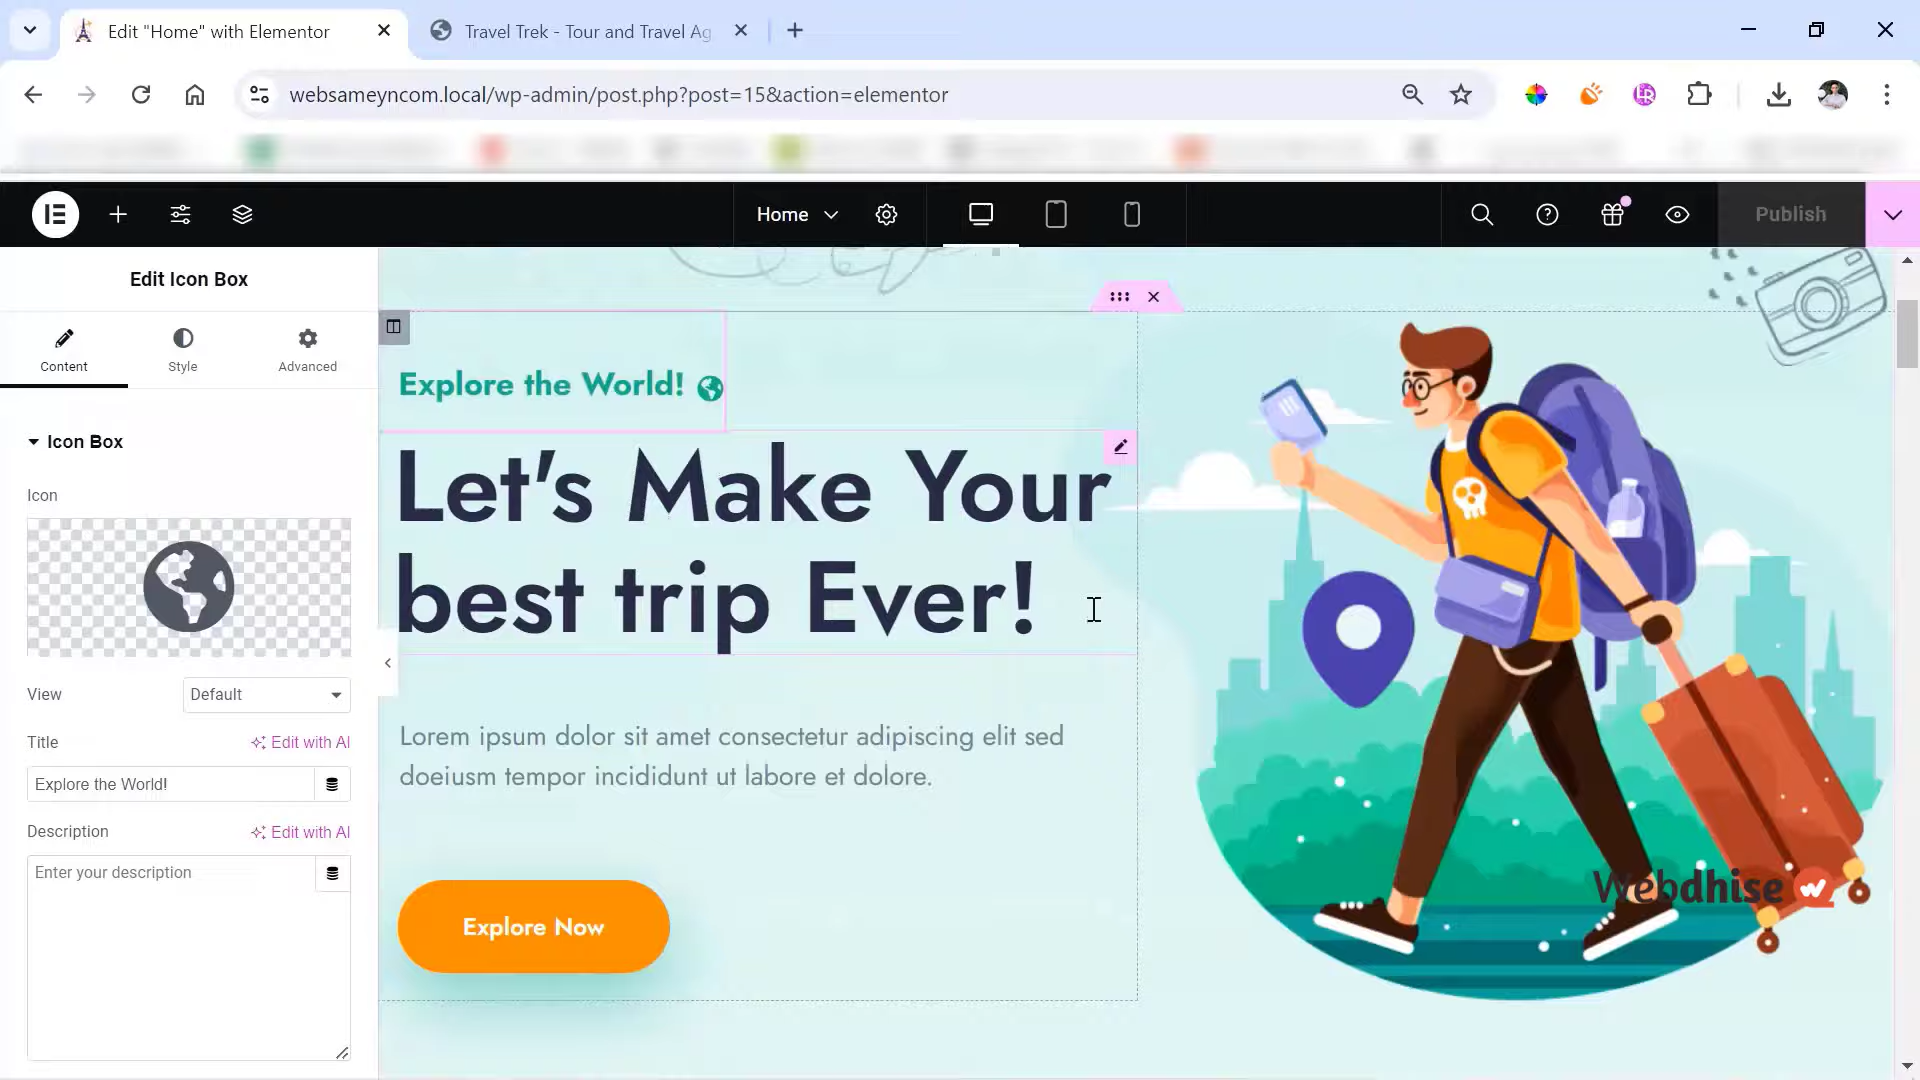 Edit "Home" with Elementor
Travel Trek - Tour and Travel Ag
websameyncom.local/wp-admin/post.php?post=15&action=elementor
Home
Publish
Edit Icon Box
Content
Style
Advanced
Icon Box
Icon
View
Default
Title
Edit with AI
Explore the World!
Description
Edit with AI
Enter your description
Explore the World!
Let's Make Your
best trip Ever!
Lorem ipsum dolor sit amet consectetur adipiscing elit sed
doeiusm tempor incididunt ut labore et dolore.
Explore Now
Webdhise